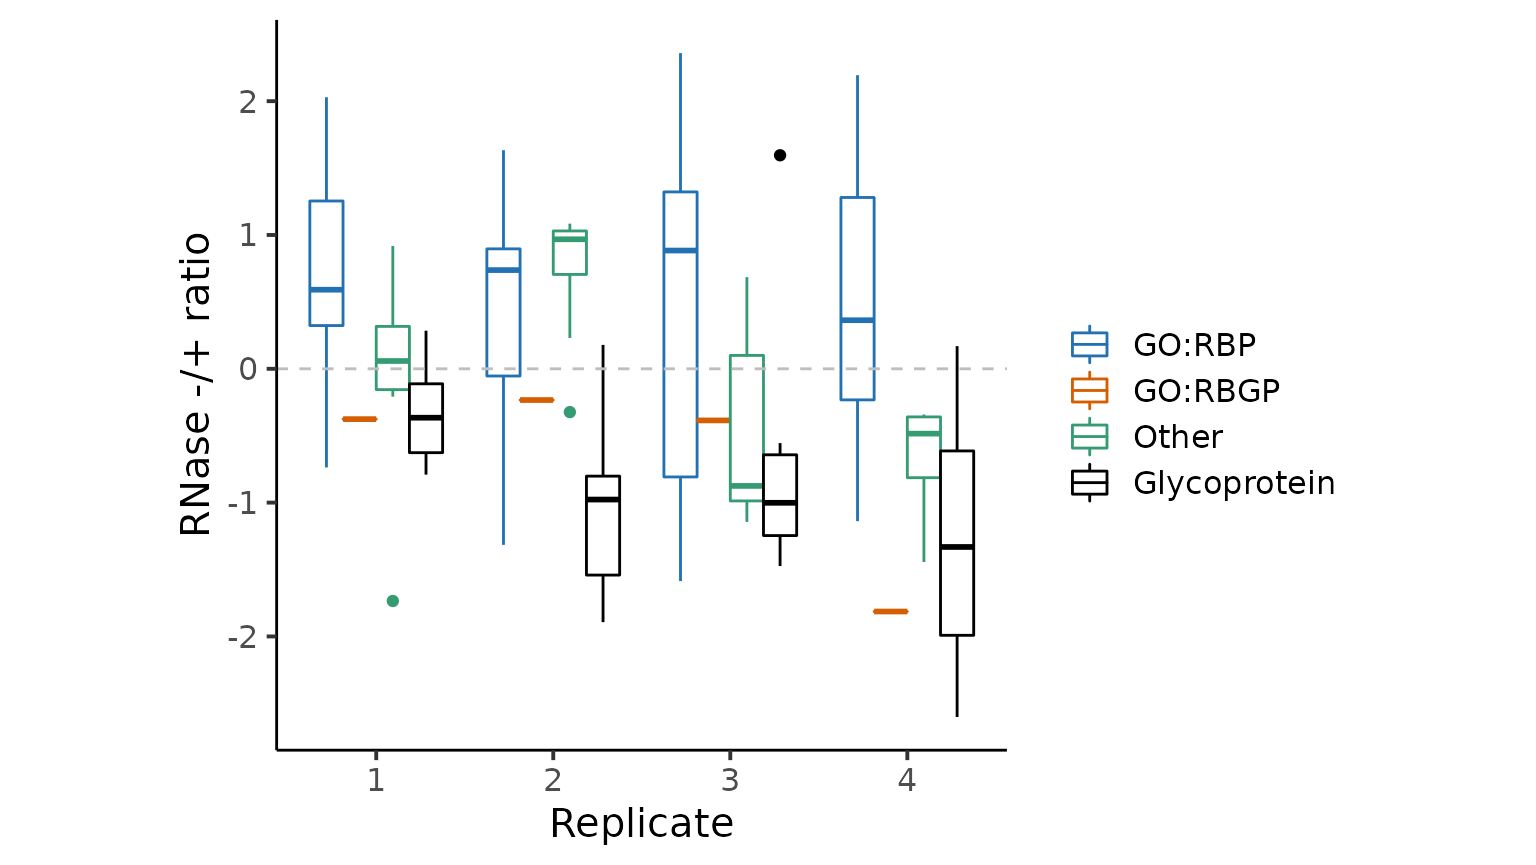 RNase -/+ ratio
2
1
0
-1
-2
1 2 3 4
Replicate
GO:RBP
GO:RBGP
Other
Glycoprotein